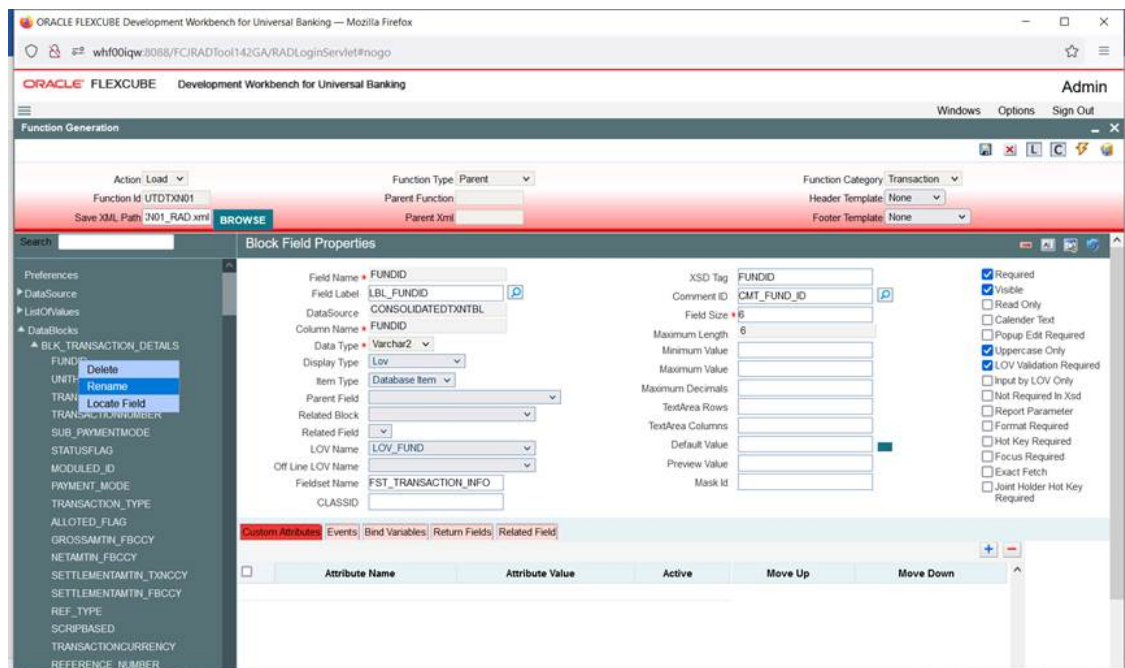 ORACLE FLEXCUBE Development Workbench for Universal Banking — Mozilla Firefox
whf00iqw:8088/FCJRADTool142GA/RADLoginServlet#nogo
ORACLE FLEXCUBE Development Workbench for Universal Banking Admin
Windows Options Sign Out
Function Generation
L C
Action Load Function Type Parent Function Category Transaction
Function Id UTDTXN01 Parent Function Header Template None
Save XML Path N01_RAD.xml BROWSE Parent Xml Footer Template None
Search Block Field Properties
Preferences
DataSource
ListOfValues
DataBlocks
BLK_TRANSACTION_DETAILS
FUNDID
Delete
Rename
Locate Field
TRANSACTIONNUMBER
SUB_PAYMENTMODE
STATUSFLAG
MODULED_ID
PAYMENT_MODE
TRANSACTION_TYPE
ALLOTED_FLAG
GROSSAMTIN_FBCCY
NETAMTIN_FBCCY
SETTLEMENTAMTIN_TXNCCY
SETTLEMENTAMTIN_FBCCY
REF_TYPE
SCRIPBASED
TRANSACTIONCURRENCY
REFERENCE_NUMBER
Field Name * FUNDID
Field Label LBL_FUNDID
DataSource CONSOLIDATEDTXNTBL
Column Name * FUNDID
Data Type * Varchar2
Display Type Lov
Item Type Database Item
Parent Field
Related Block
Related Field
LOV Name LOV_FUND
Off Line LOV Name
Fieldset Name FST_TRANSACTION_INFO
CLASSID
XSD Tag FUNDID
Comment ID CMT_FUND_ID
Field Size * 6
Maximum Length 6
Minimum Value
Maximum Value
Maximum Decimals
TextArea Rows
TextArea Columns
Default Value
Preview Value
Mask Id
Required
Visible
Read Only
Calender Text
Popup Edit Required
Uppercase Only
LOV Validation Required
Input by LOV Only
Not Required In Xsd
Report Parameter
Format Required
Hot Key Required
Focus Required
Exact Fetch
Joint Holder Hot Key
Required
Custom Attributes Events Bind Variables Return Fields Related Field
Attribute Name Attribute Value Active Move Up Move Down